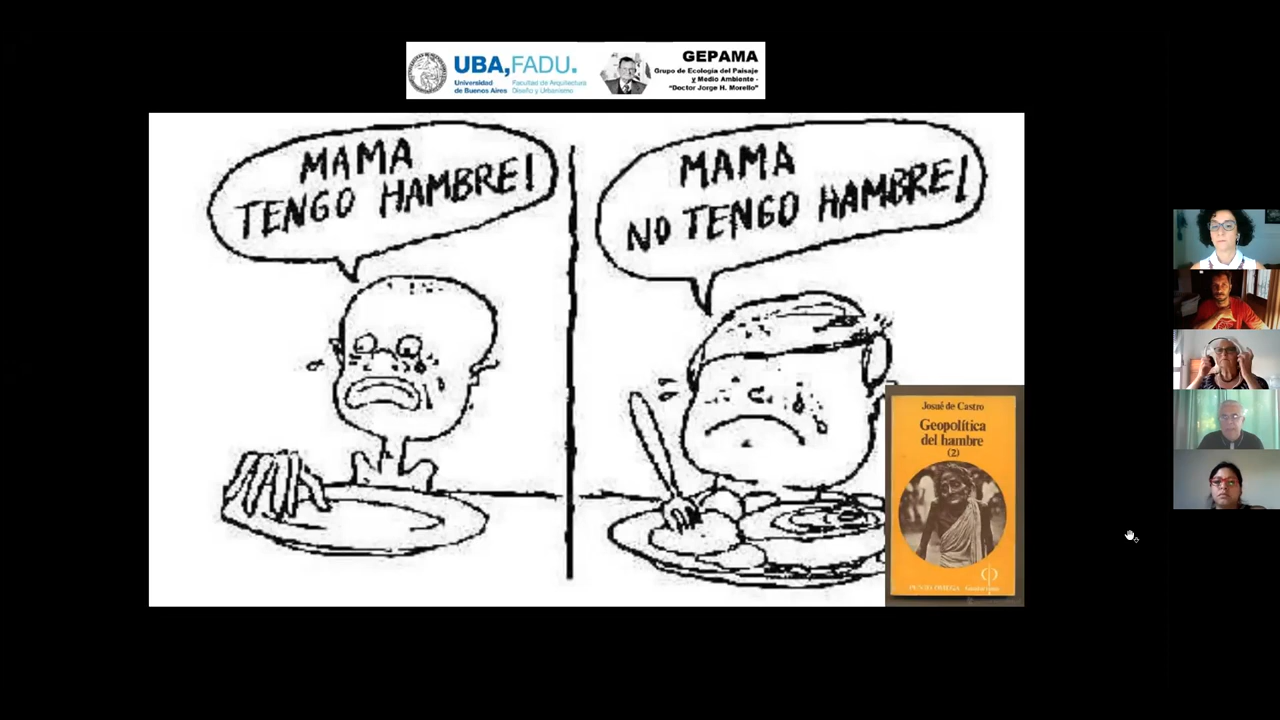 UBA,FADU.
Universidad
de Buenos Aires
Facultad de Arquitectura
Diseño y Urbanismo
GEPAMA
Grupo de Ecología del Paisaje
y Medio Ambiente -
"Doctor Jorge H. Morello"
MAMA
TENGO HAMBRE!
MAMA
NO TENGO HAMBRE!
Josué de Castro
Geopolítica
del hambre
(2)
PUNTO OMEGA